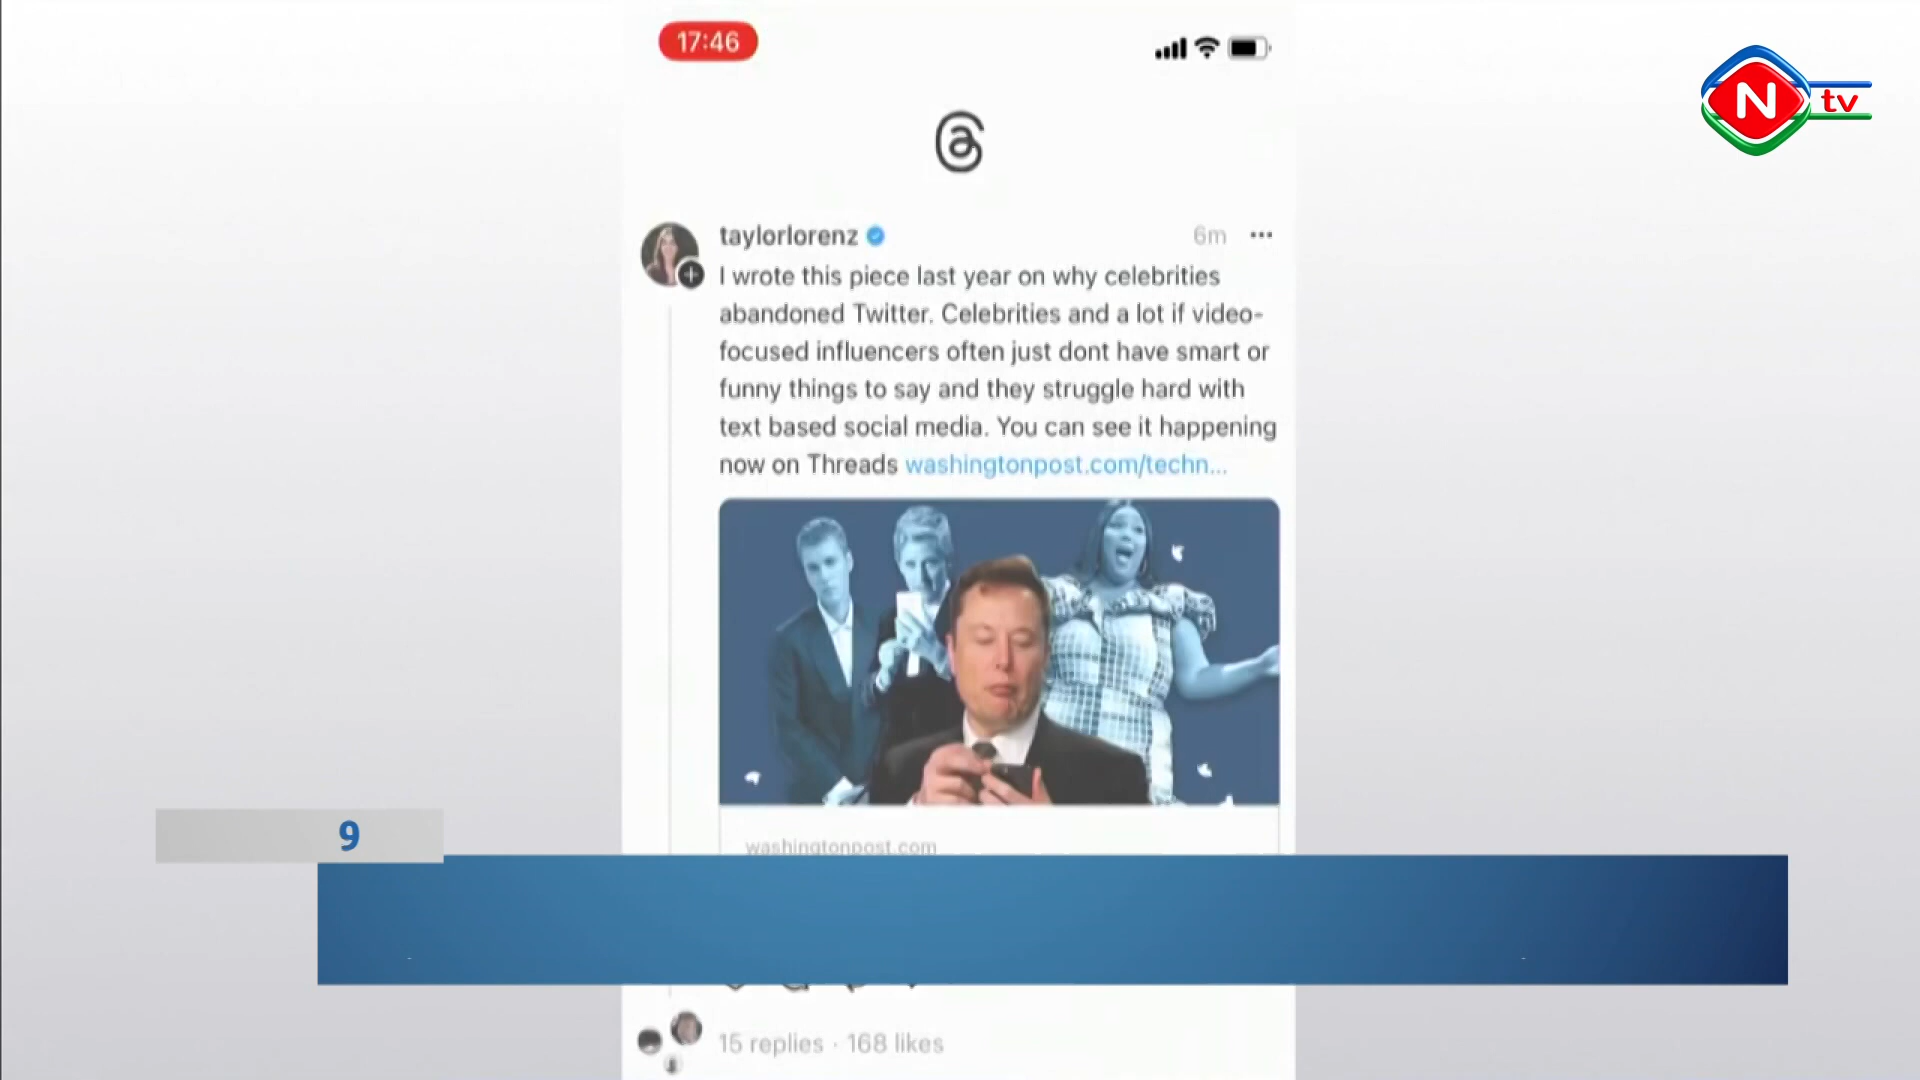 17:46
N tv
taylorlorenz
6m
I wrote this piece last year on why celebrities
abandoned Twitter. Celebrities and a lot if video-
focused influencers often just dont have smart or
funny things to say and they struggle hard with
text based social media. You can see it happening
now on Threads washingtonpost.com/techn...
washingtonpost.com
9
15 replies · 168 likes